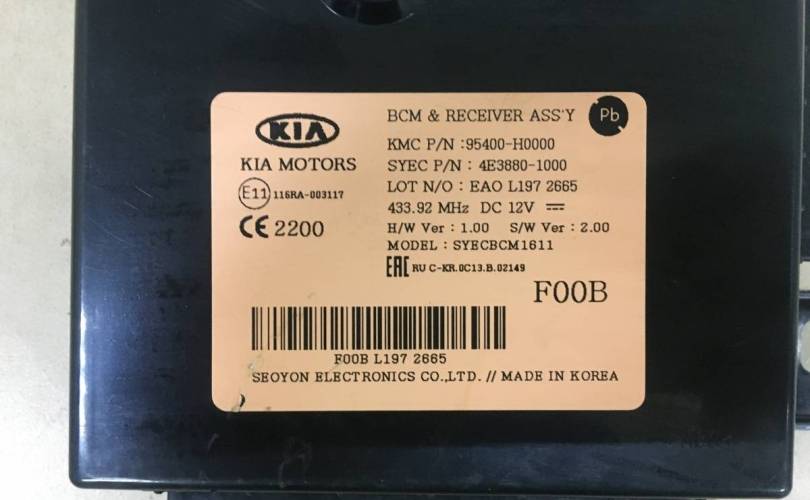 BCM & RECEIVER ASS'Y Pb
KIA
KIA MOTORS
KMC P/N :95400-H0000
SYEC P/N : 4E3880-1000
LOT N/O : EAO L197 2665
E11 116RA-003117
433.92 MHz DC 12V
CE 2200
H/W Ver : 1.00 S/W Ver : 2.00
MODEL : SYECBCM1611
EAC RU C-KR.0C13.B.02149
F00B
F00B L197 2665
SEOYON ELECTRONICS CO.,LTD. // MADE IN KOREA